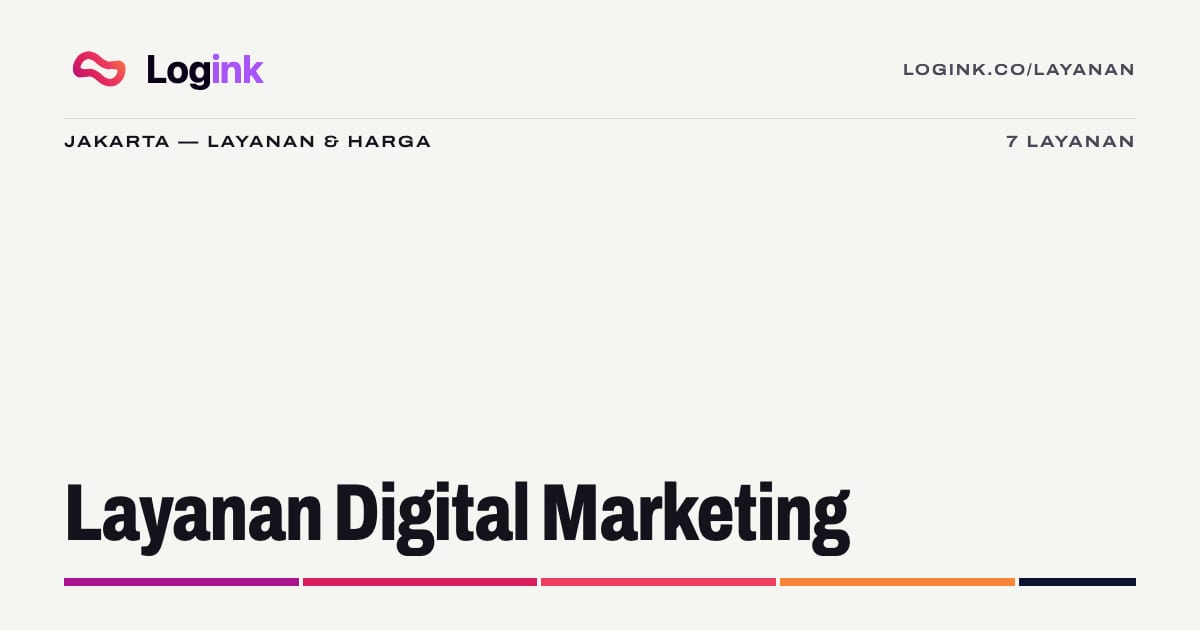 Logink
LOGINK.CO/LAYANAN
JAKARTA — LAYANAN & HARGA
7 LAYANAN
Layanan Digital Marketing